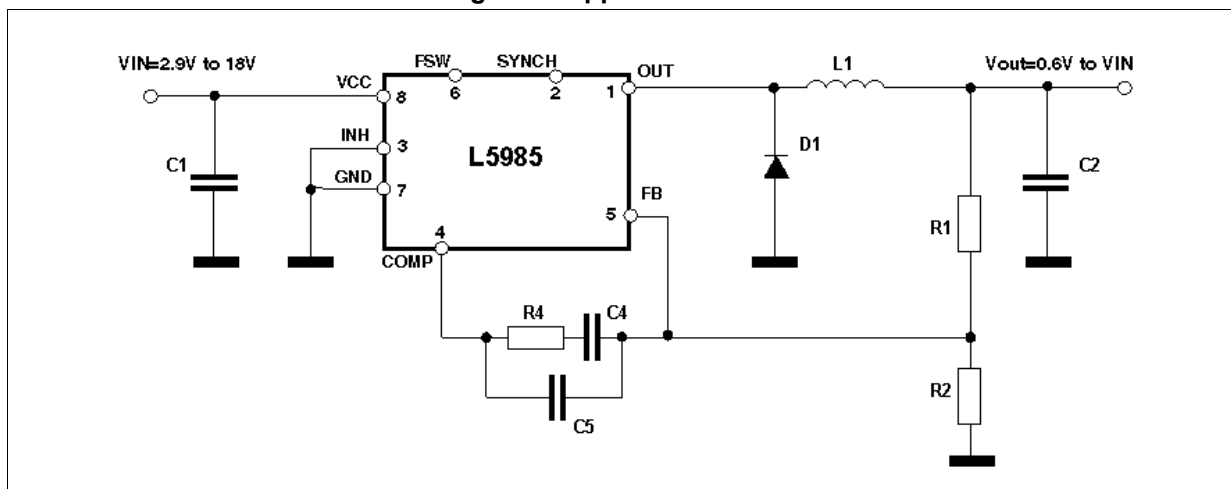 VIN=2.9V to 18V
VCC
FSW
SYNCH
OUT
L1
Vout=0.6V to VIN
8
6
2
1
INH
3
L5985
D1
C1
GND
7
FB
5
C2
R1
4
COMP
R4
C4
R2
C5